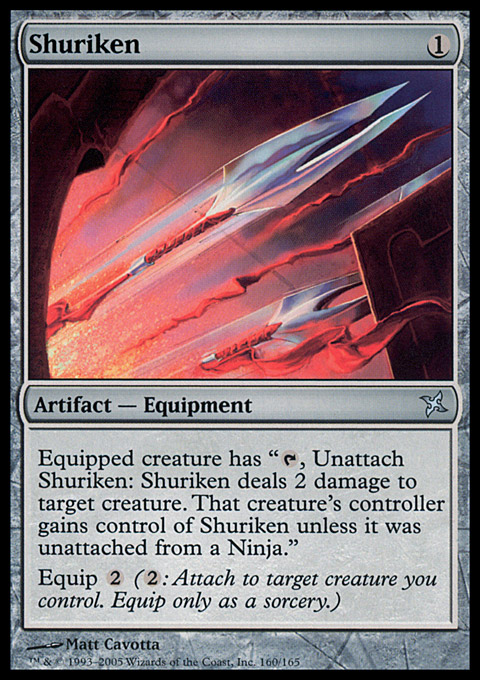 Shuriken 1
Artifact — Equipment
Equipped creature has “, Unattach
Shuriken: Shuriken deals 2 damage to
target creature. That creature’s controller
gains control of Shuriken unless it was
unattached from a Ninja.”
Equip 2 (2: Attach to target creature you
control. Equip only as a sorcery.)
Matt Cavotta
™ & © 1993–2005 Wizards of the Coast, Inc. 160/165